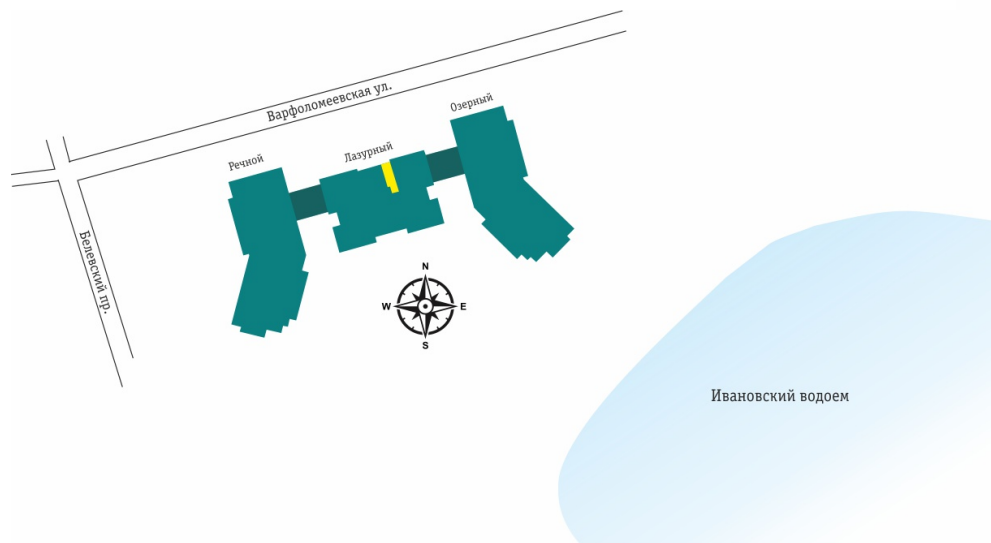 Варфоломеевская ул.
Озерный
Лазурный
Речной
Белевский пр.
N
W
E
S
Ивановский водоем